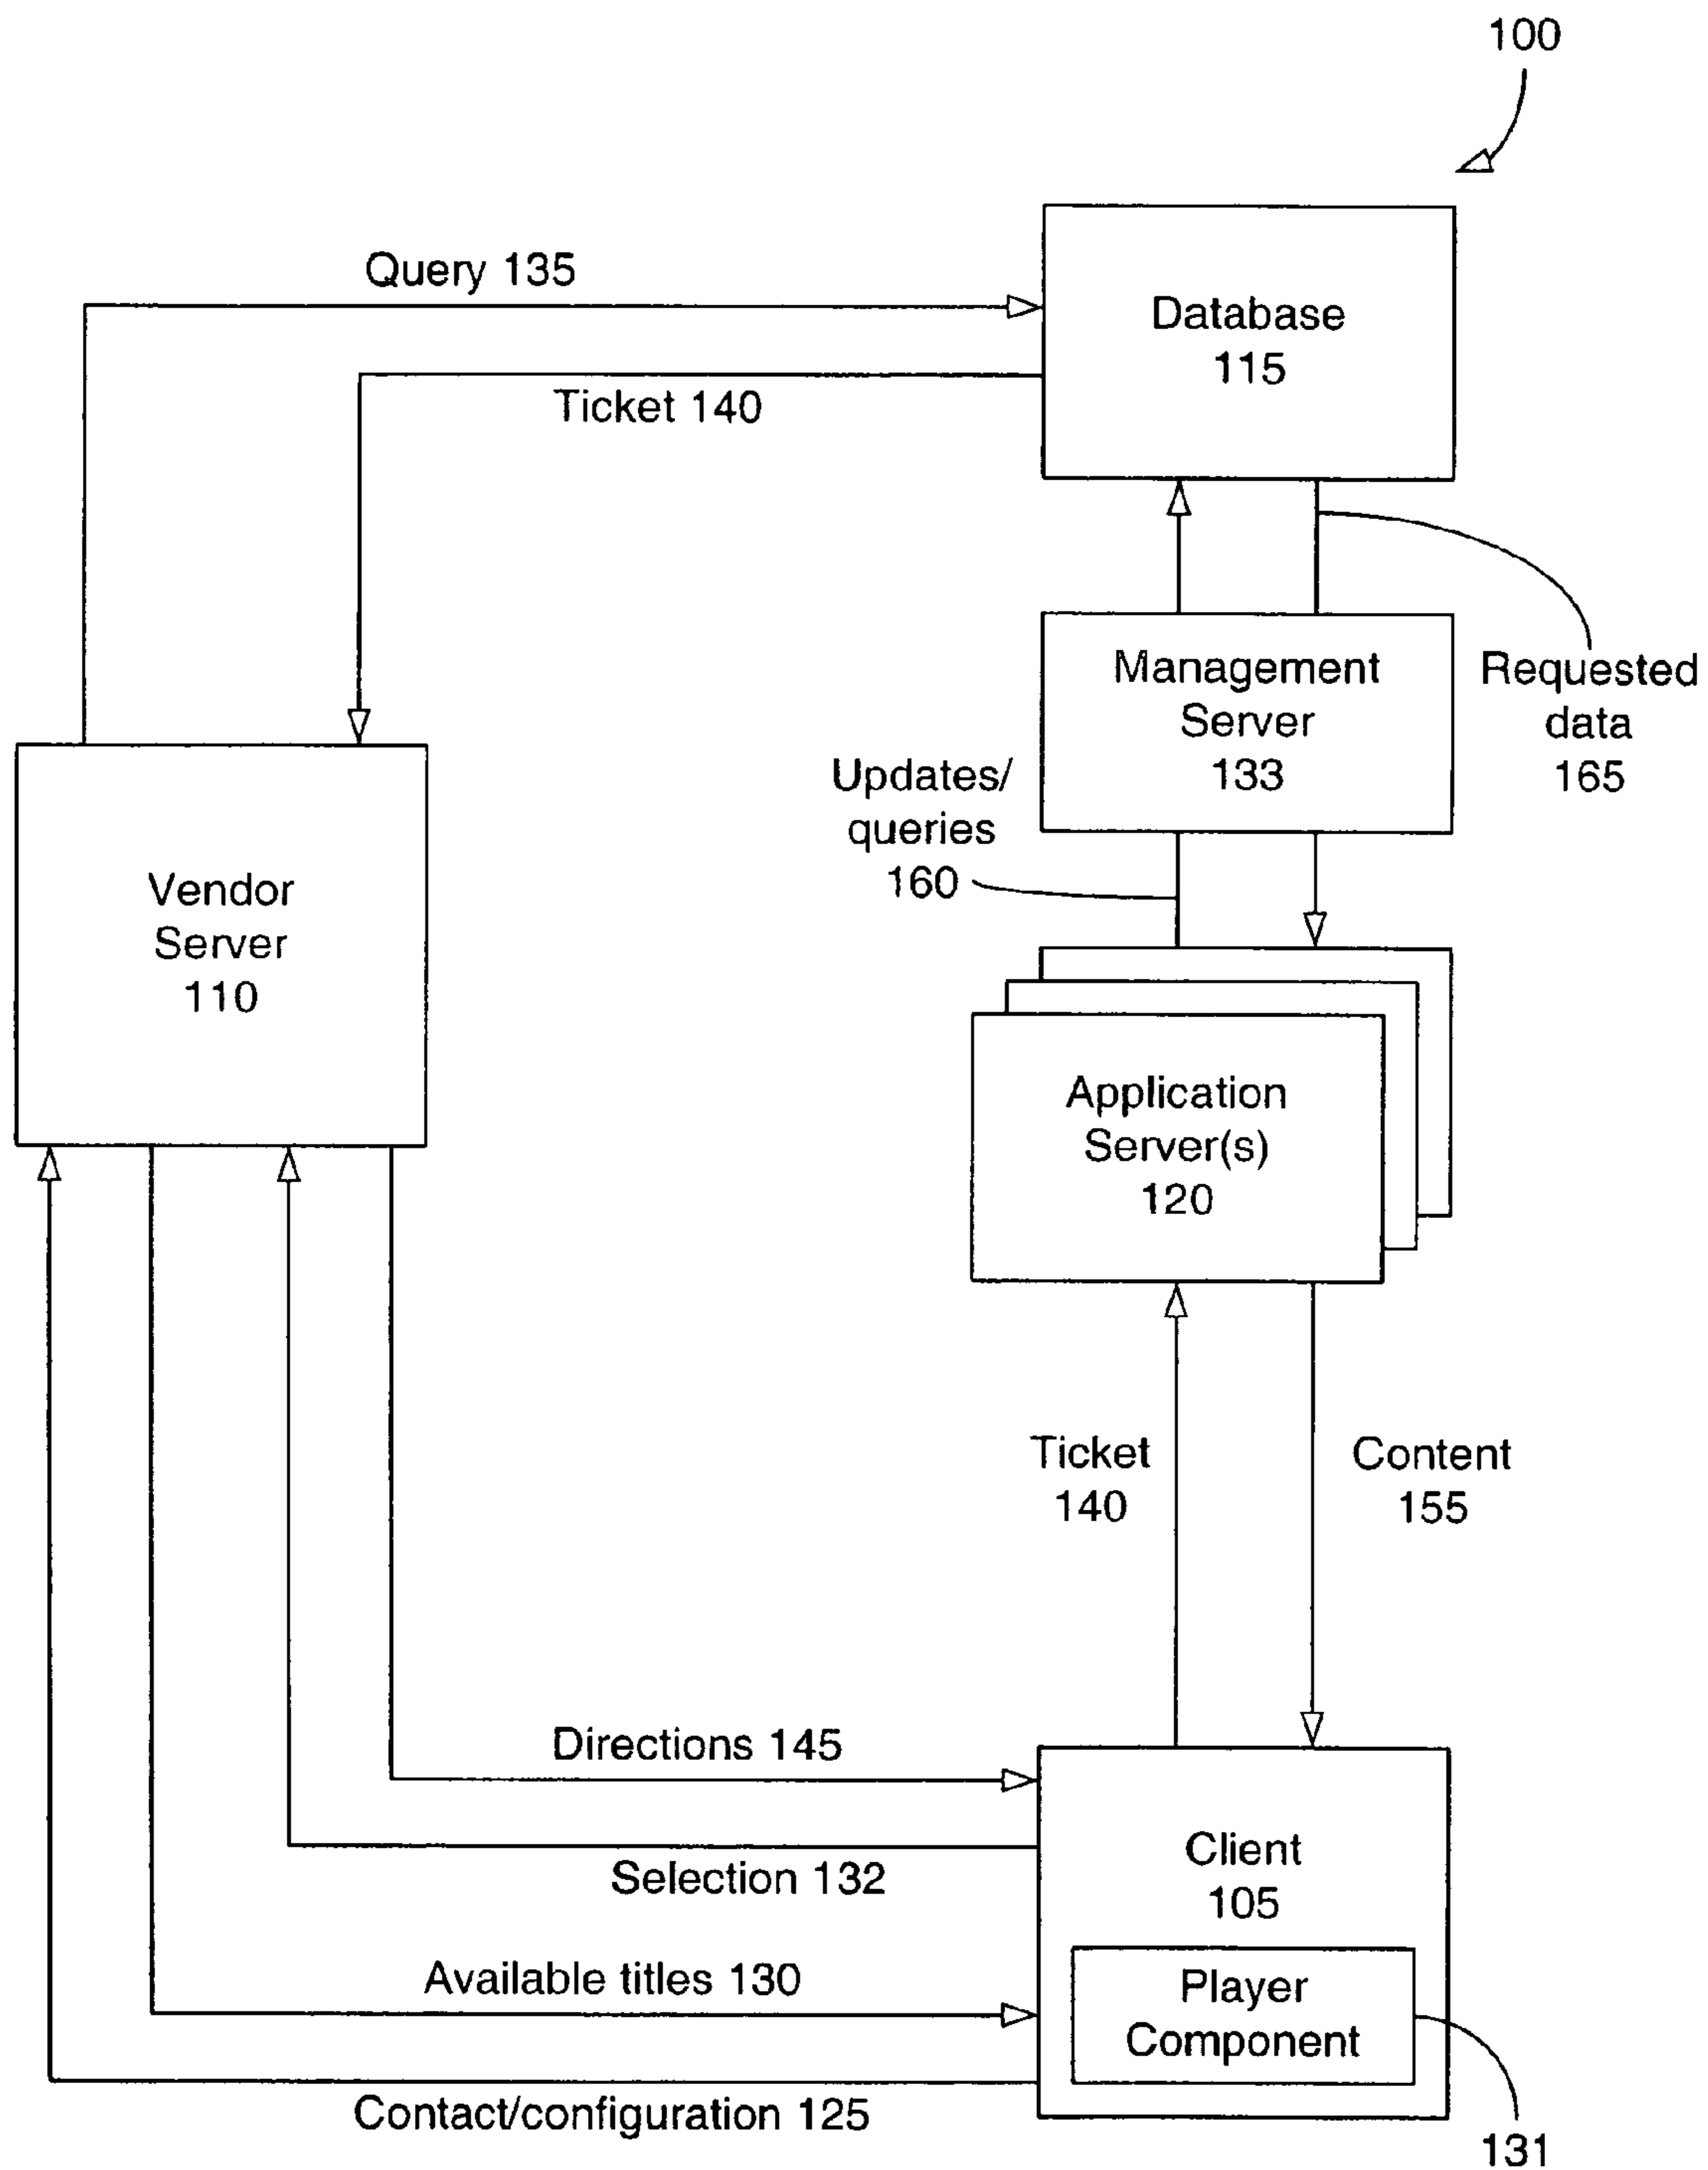 100
Query 135
Database
115
Ticket 140
Management
Server
133
Requested
data
165
Updates/
queries
160
Vendor
Server
110
Application
Server(s)
120
Ticket
140
Content
155
Directions 145
Selection 132
Client
105
Available titles 130
Player
Component
Contact/configuration 125
131